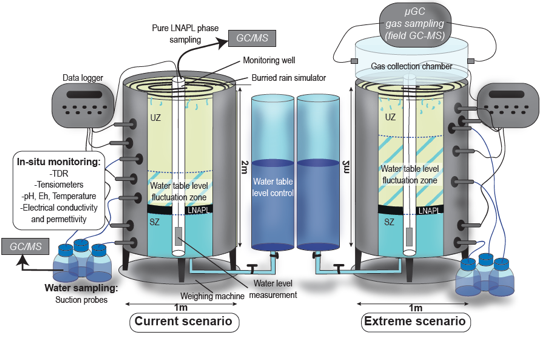 µGC
gas sampling
(field GC-MS)
Pure LNAPL phase
sampling
GC/MS
Monitoring well
Burried rain simulator
Gas collection chamber
Data logger
UZ
UZ
In-situ monitoring:
-TDR
-Tensiometers
-pH, Eh, Temperature
-Electrical conductivity
and permetivity
2m
2m
Water table level
fluctuation zone
Water table
level control
Water table level
fluctuation zone
LNAPL
LNAPL
SZ
SZ
GC/MS
Water sampling:
Suction probes
Weighing machine
Water level
measurement
1m
1m
Current scenario
Extreme scenario